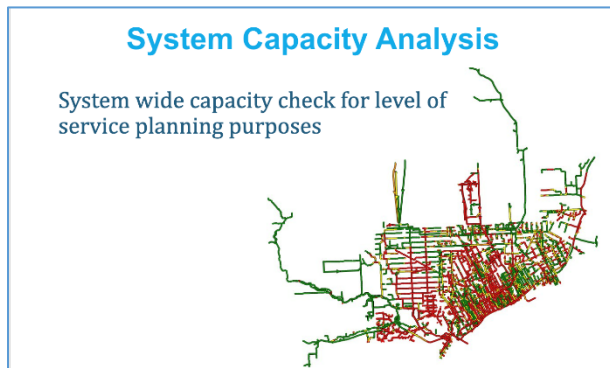 System Capacity Analysis
System wide capacity check for level of
service planning purposes